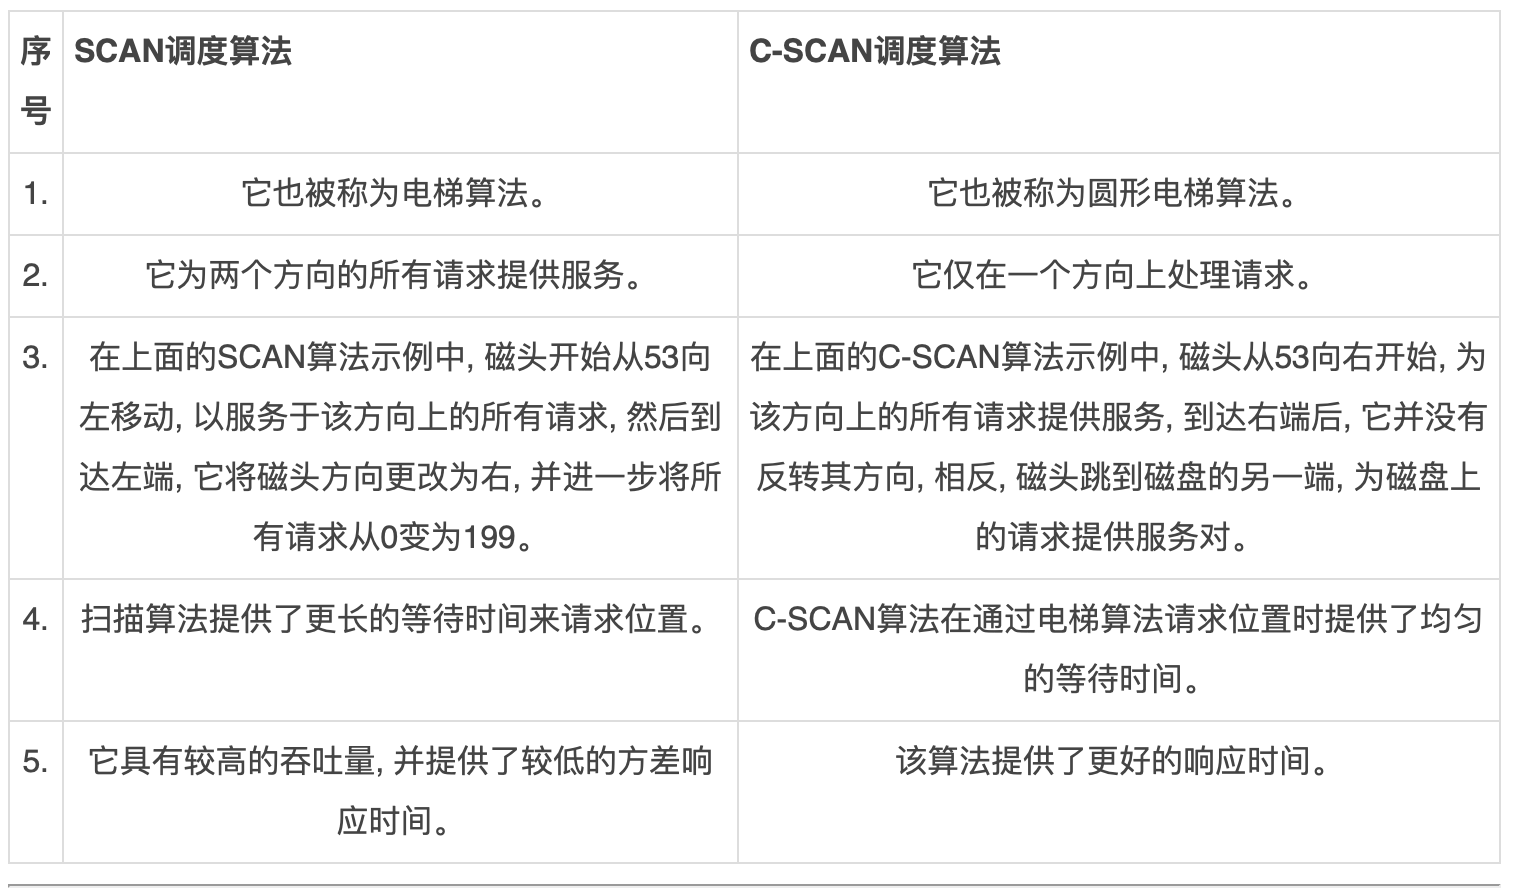 序号
SCAN调度算法
C-SCAN调度算法
1.
它也被称为电梯算法。
它也被称为圆形电梯算法。
2.
它为两个方向的所有请求提供服务。
它仅在一个方向上处理请求。
3.
在上面的SCAN算法示例中, 磁头开始从53向
左移动, 以服务于该方向上的所有请求, 然后到
达左端, 它将磁头方向更改为右, 并进一步将所
有请求从0变为199。
在上面的C-SCAN算法示例中, 磁头从53向右开始, 为
该方向上的所有请求提供服务, 到达右端后, 它并没有
反转其方向, 相反, 磁头跳到磁盘的另一端, 为磁盘上
的请求提供服务对。
4.
扫描算法提供了更长的等待时间来请求位置。
C-SCAN算法在通过电梯算法请求位置时提供了均匀
的等待时间。
5.
它具有较高的吞吐量, 并提供了较低的方差响
应时间。
该算法提供了更好的响应时间。